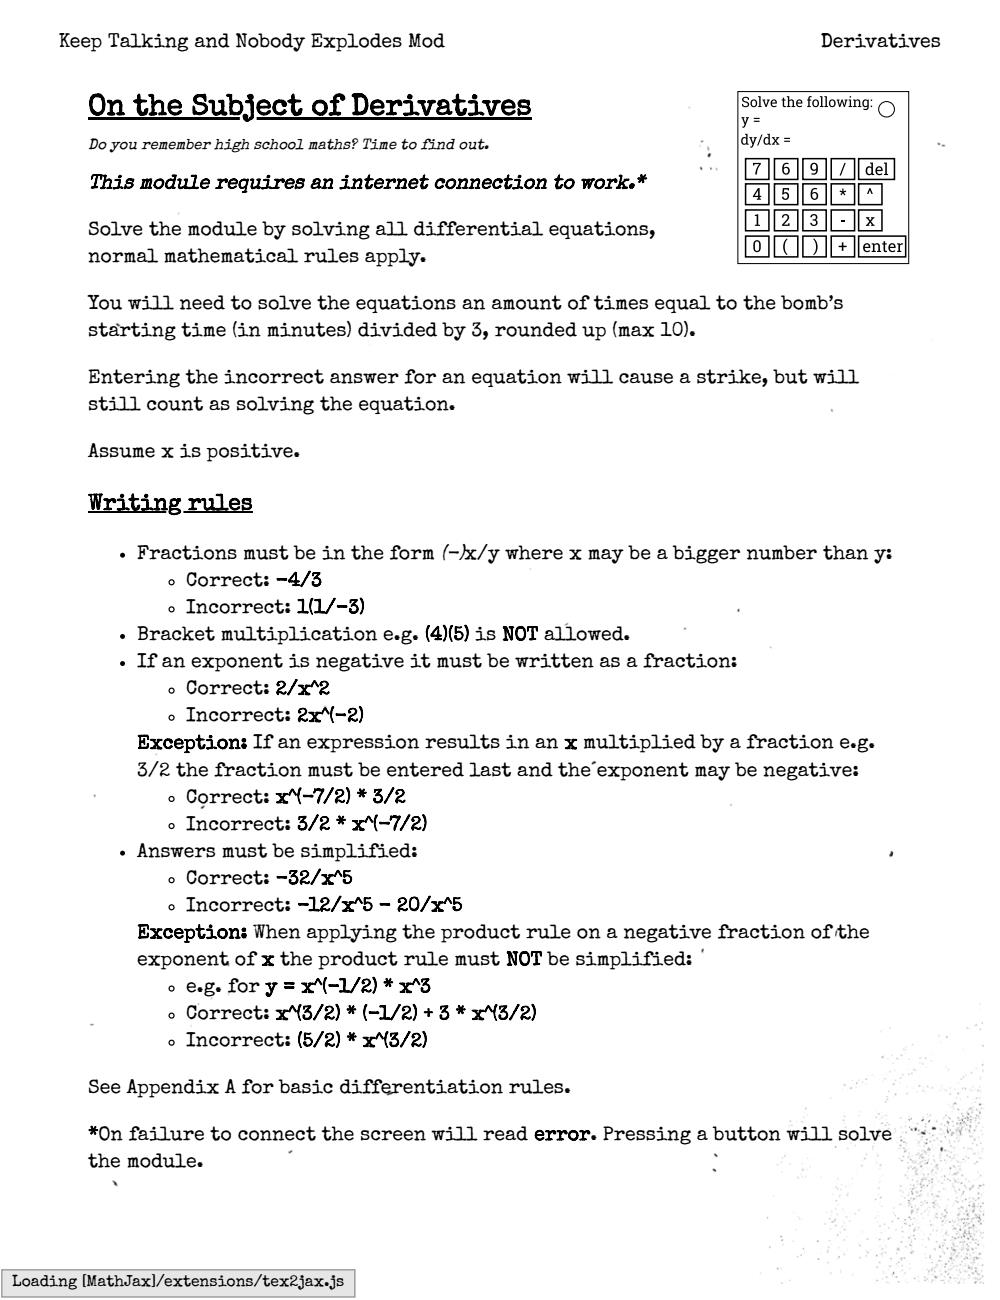 Keep Talking and Nobody Explodes Mod
Derivatives
On the Subject of Derivatives
Do you remember high school maths? Time to find out.
This module requires an internet connection to work.*
Solve the module by solving all differential equations,
normal mathematical rules apply.
Solve the following:
y =
dy/dx =
7 6 9 / del
4 5 6 * ^
1 2 3 - x
0 ( ) + enter
You will need to solve the equations an amount of times equal to the bomb's
starting time (in minutes) divided by 3, rounded up (max 10).
Entering the incorrect answer for an equation will cause a strike, but will
still count as solving the equation.
Assume x is positive.
Writing rules
• Fractions must be in the form (-)x/y where x may be a bigger number than y:
◦ Correct: -4/3
◦ Incorrect: 1(1/-3)
• Bracket multiplication e.g. (4)(5) is NOT allowed.
• If an exponent is negative it must be written as a fraction:
◦ Correct: 2/x^2
◦ Incorrect: 2x^(-2)
Exception: If an expression results in an x multiplied by a fraction e.g.
3/2 the fraction must be entered last and the exponent may be negative:
◦ Correct: x^(-7/2) * 3/2
◦ Incorrect: 3/2 * x^(-7/2)
• Answers must be simplified:
◦ Correct: -32/x^5
◦ Incorrect: -12/x^5 - 20/x^5
Exception: When applying the product rule on a negative fraction of the
exponent of x the product rule must NOT be simplified:
◦ e.g. for y = x^(-1/2) * x^3
◦ Correct: x^(3/2) * (-1/2) + 3 * x^(3/2)
◦ Incorrect: (5/2) * x^(3/2)
See Appendix A for basic differentiation rules.
*On failure to connect the screen will read error. Pressing a button will solve
the module.
Loading [MathJax]/extensions/tex2jax.js